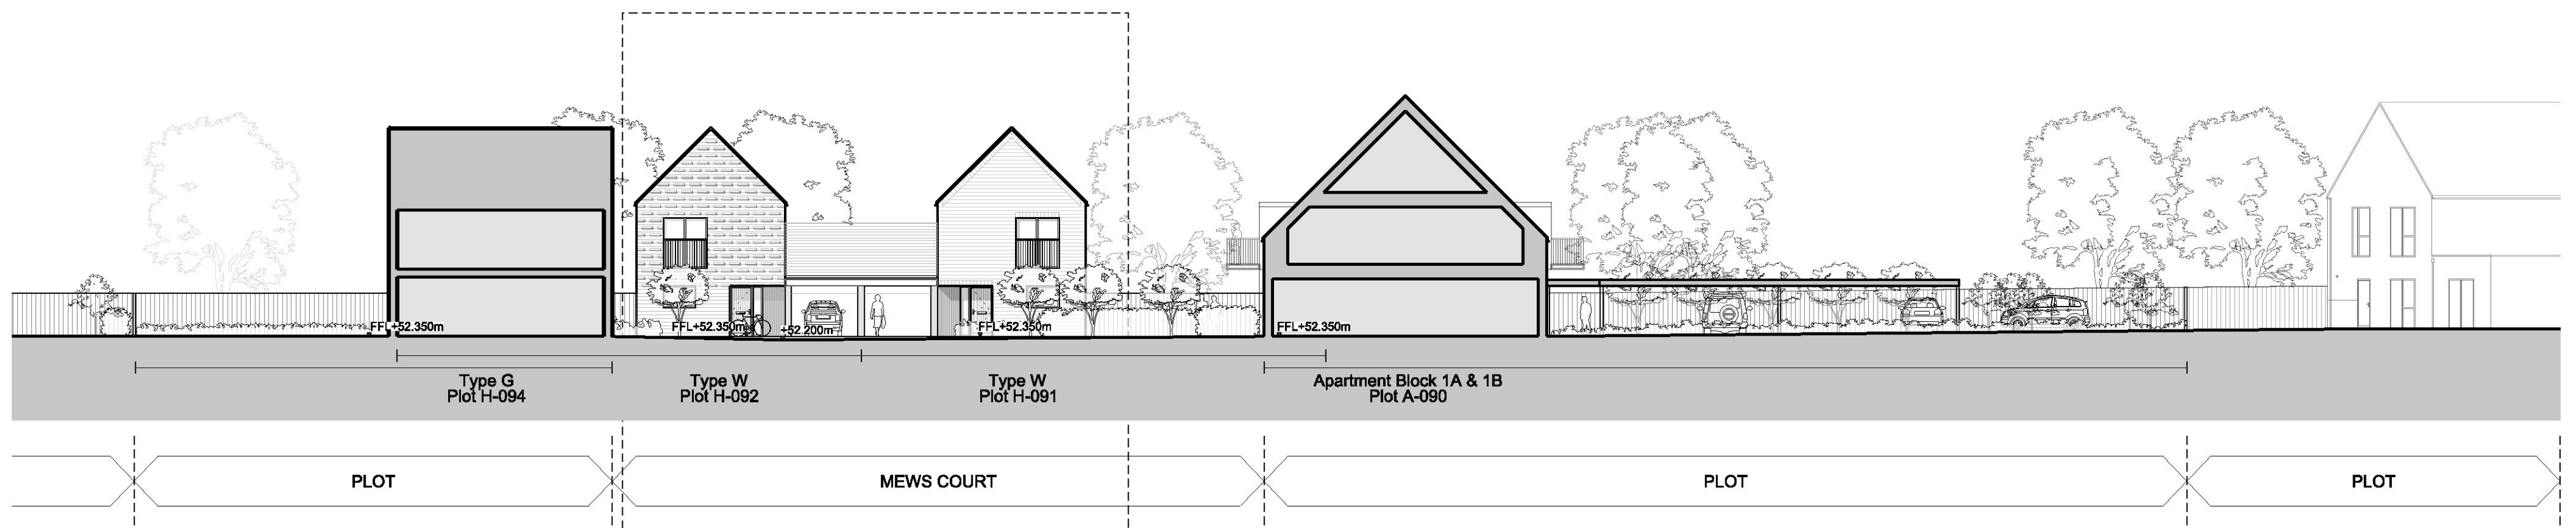 FFL+52.350m
FFL+52.350m
+52.200m
FFL+52.350m
FFL+52.350m
Type G
Plot H-094
Type W
Plot H-092
Type W
Plot H-091
Apartment Block 1A & 1B
Plot A-090
PLOT
MEWS COURT
PLOT
PLOT